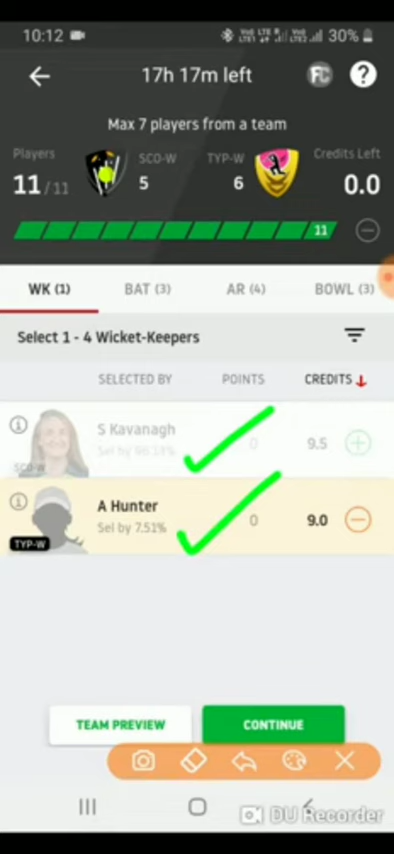 10:12
30%
17h 17m left
FC ?
Max 7 players from a team
Players SCO-W TYP-W Credits Left
11/11 5 6 0.0
11
WK (1) BAT (3) AR (4) BOWL (3)
Select 1 - 4 Wicket-Keepers
SELECTED BY POINTS CREDITS
S Kavanagh
Sel by 0 9.5
SCO-W
A Hunter
Sel by 7.51% 0 9.0
TYP-W
TEAM PREVIEW CONTINUE
DU Recorder